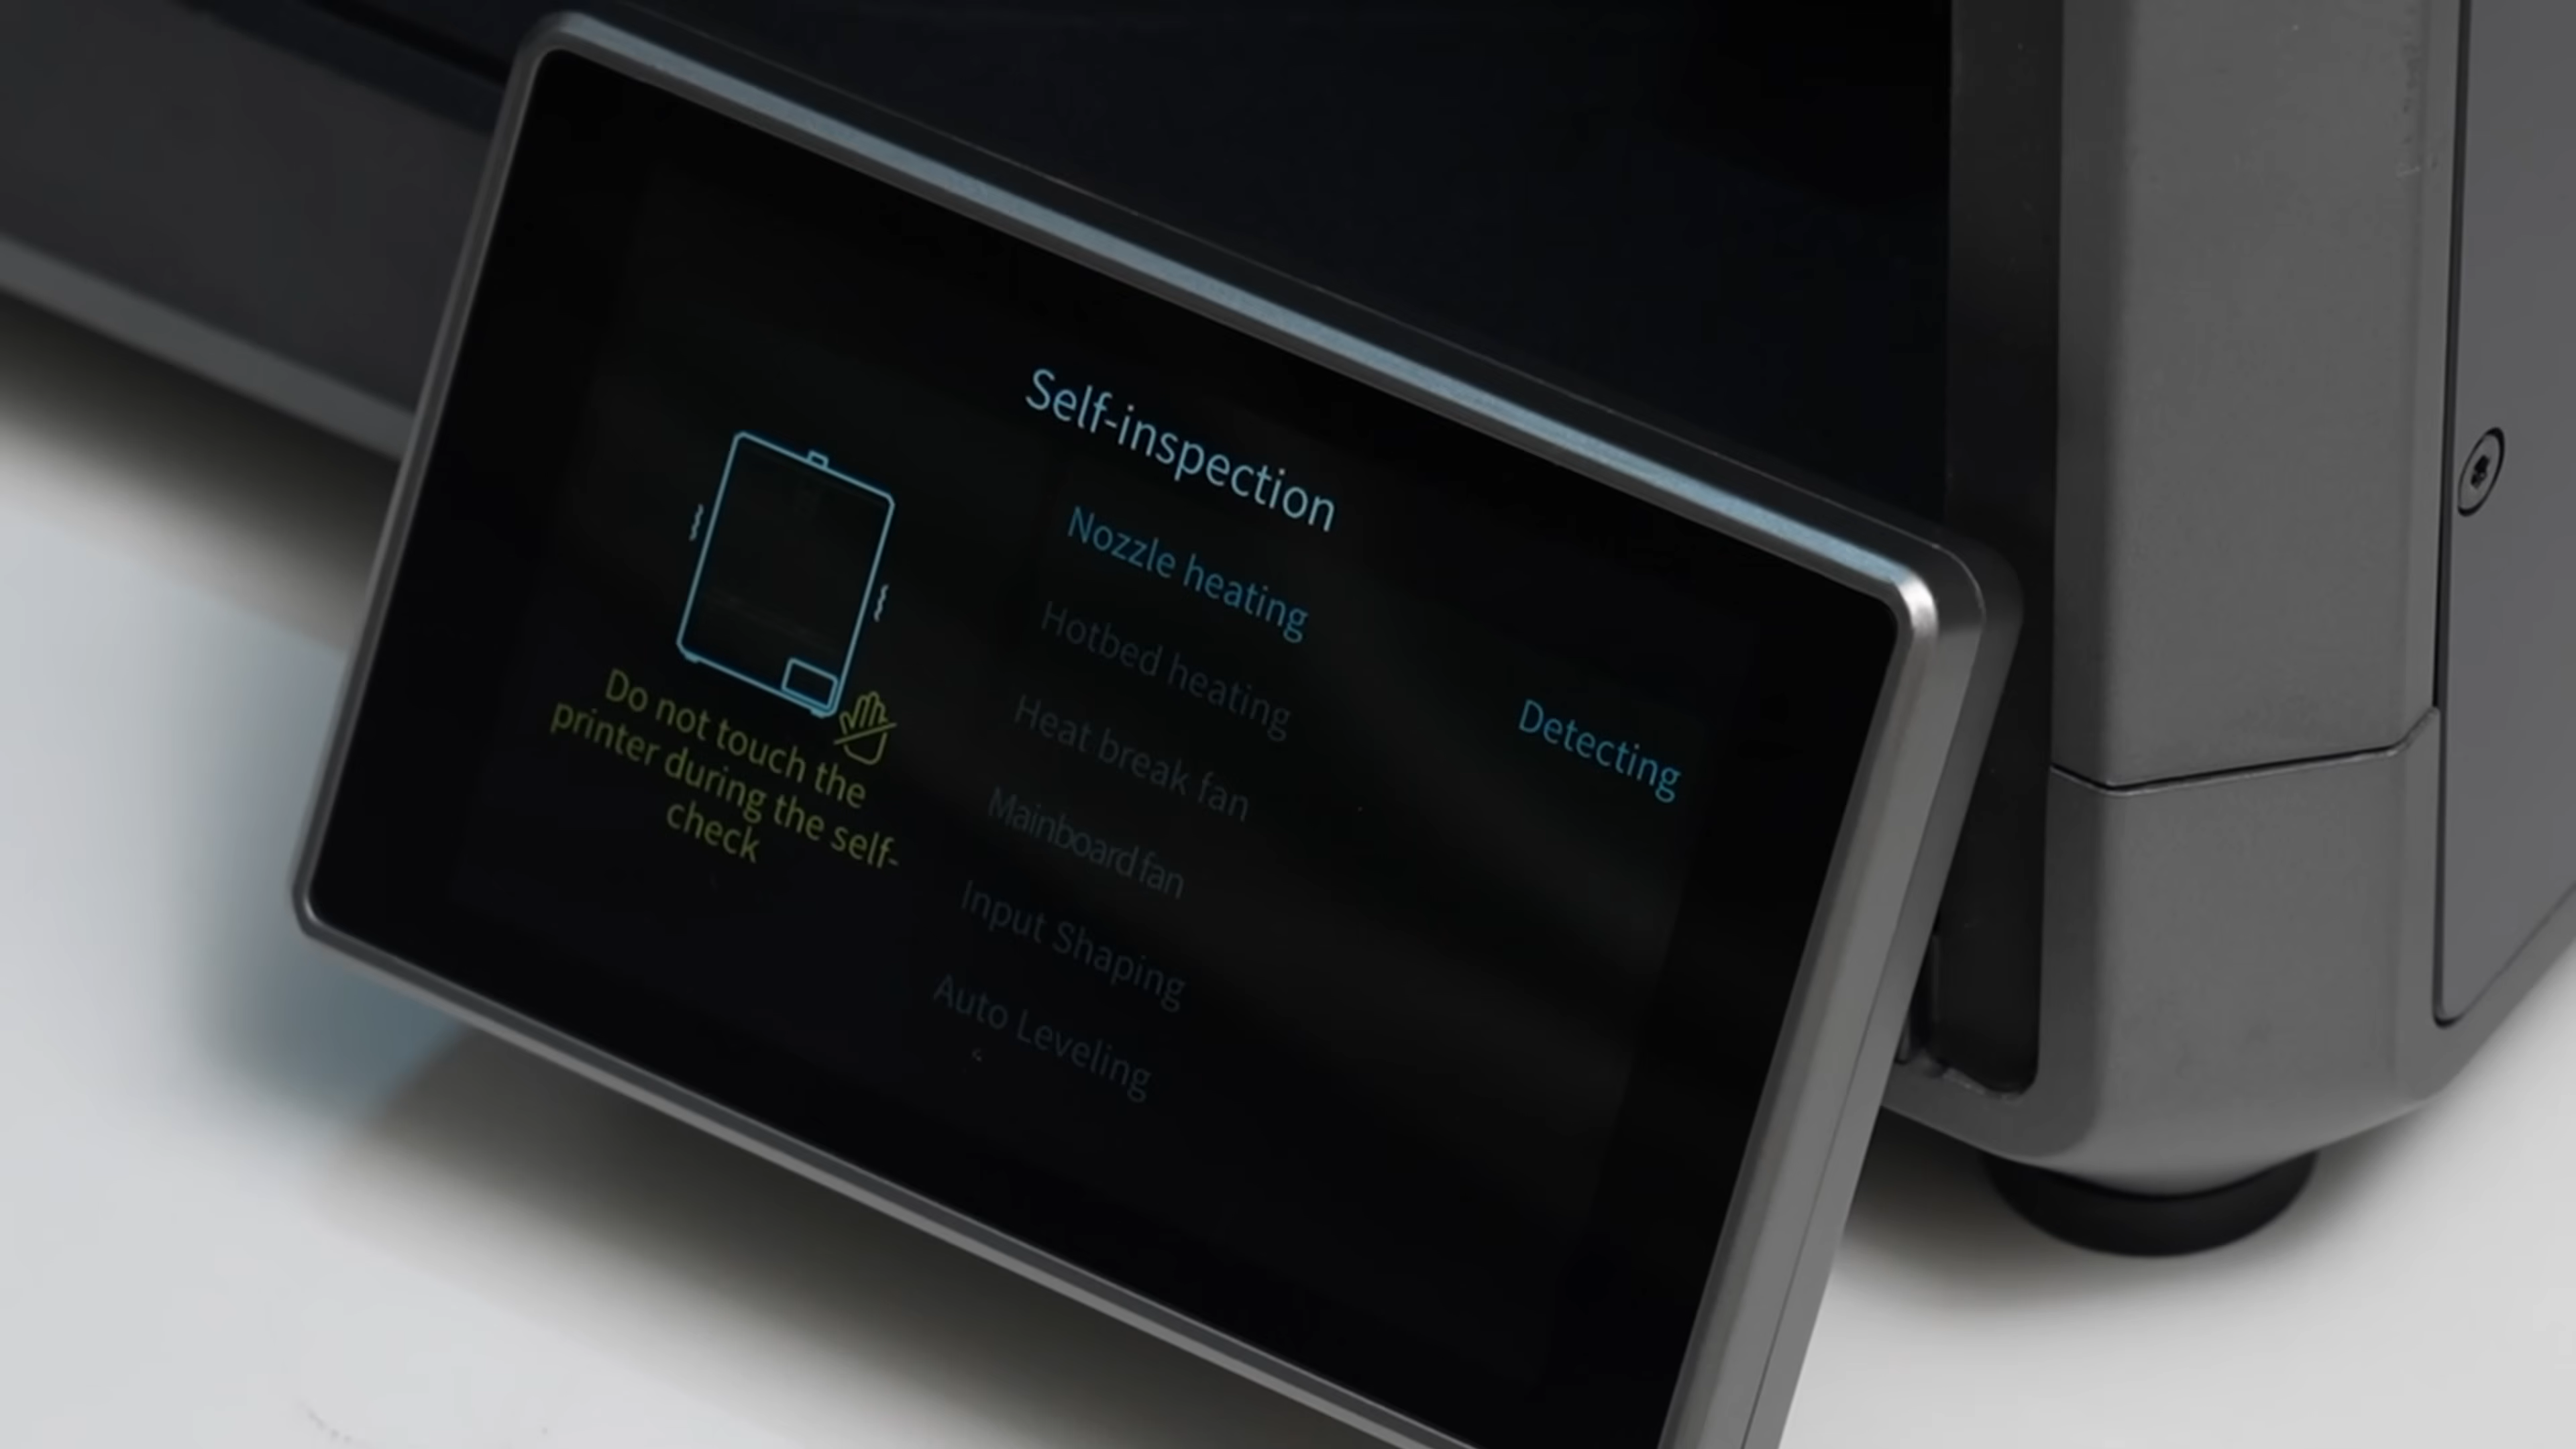 Self-inspection
Nozzle heating
Detecting
Hotbed heating
Heat break fan
Mainboard fan
Input Shaping
Auto Leveling
Do not touch the
printer during the self-
check